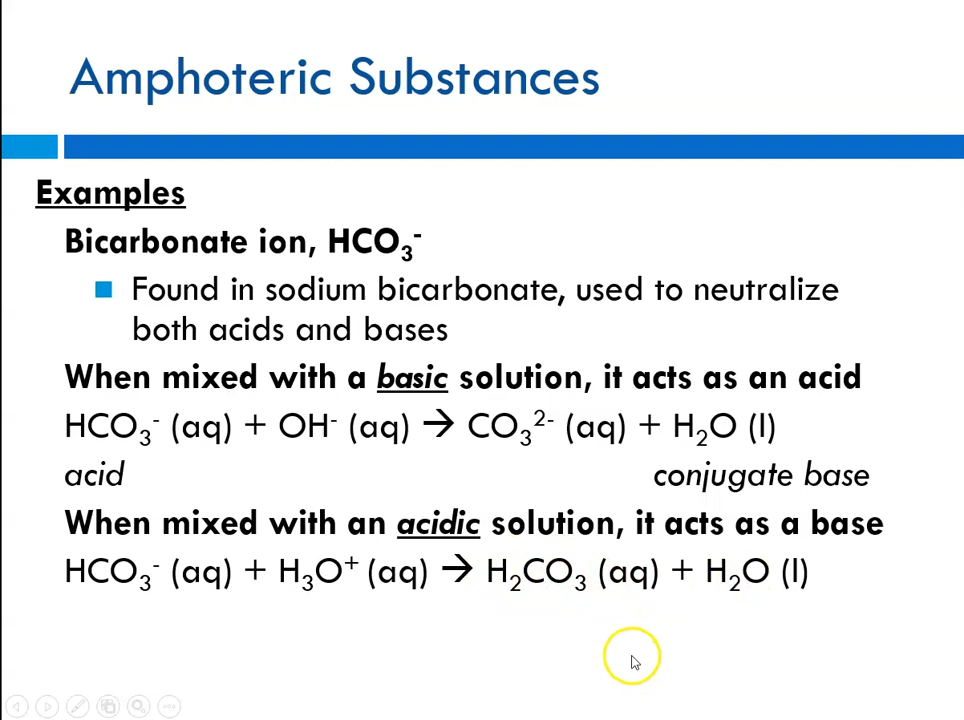 Amphoteric Substances
Examples
Bicarbonate ion, HCO₃⁻
■ Found in sodium bicarbonate, used to neutralize
both acids and bases
When mixed with a basic solution, it acts as an acid
HCO₃⁻ (aq) + OH⁻ (aq) → CO₃²⁻ (aq) + H₂O (l)
acid conjugate base
When mixed with an acidic solution, it acts as a base
HCO₃⁻ (aq) + H₃O⁺ (aq) → H₂CO₃ (aq) + H₂O (l)